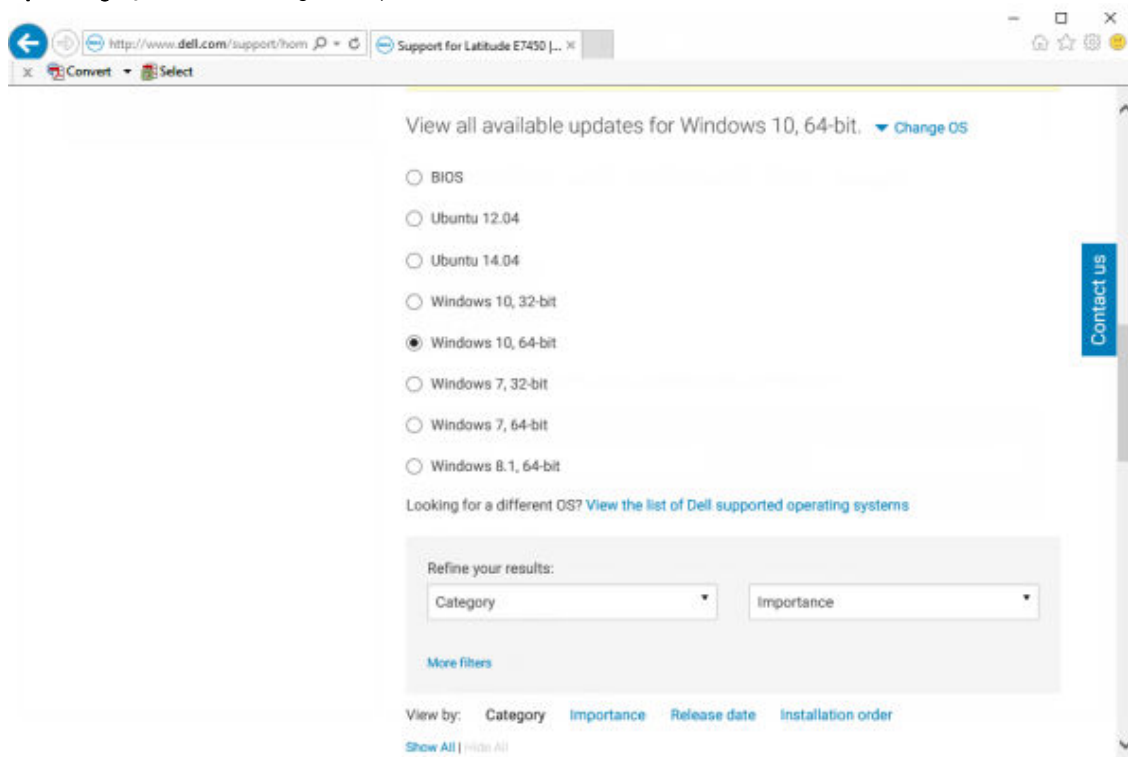 http://www.dell.com/support/hom
Support for Latitude E7450 |...
x Convert Select
View all available updates for Windows 10, 64-bit. Change OS
BIOS
Ubuntu 12.04
Ubuntu 14.04
Windows 10, 32-bit
Windows 10, 64-bit
Windows 7, 32-bit
Windows 7, 64-bit
Windows 8.1, 64-bit
Looking for a different OS? View the list of Dell supported operating systems
Contact us
Refine your results:
Category Importance
More filters
View by: Category Importance Release date Installation order
Show All | Hide All